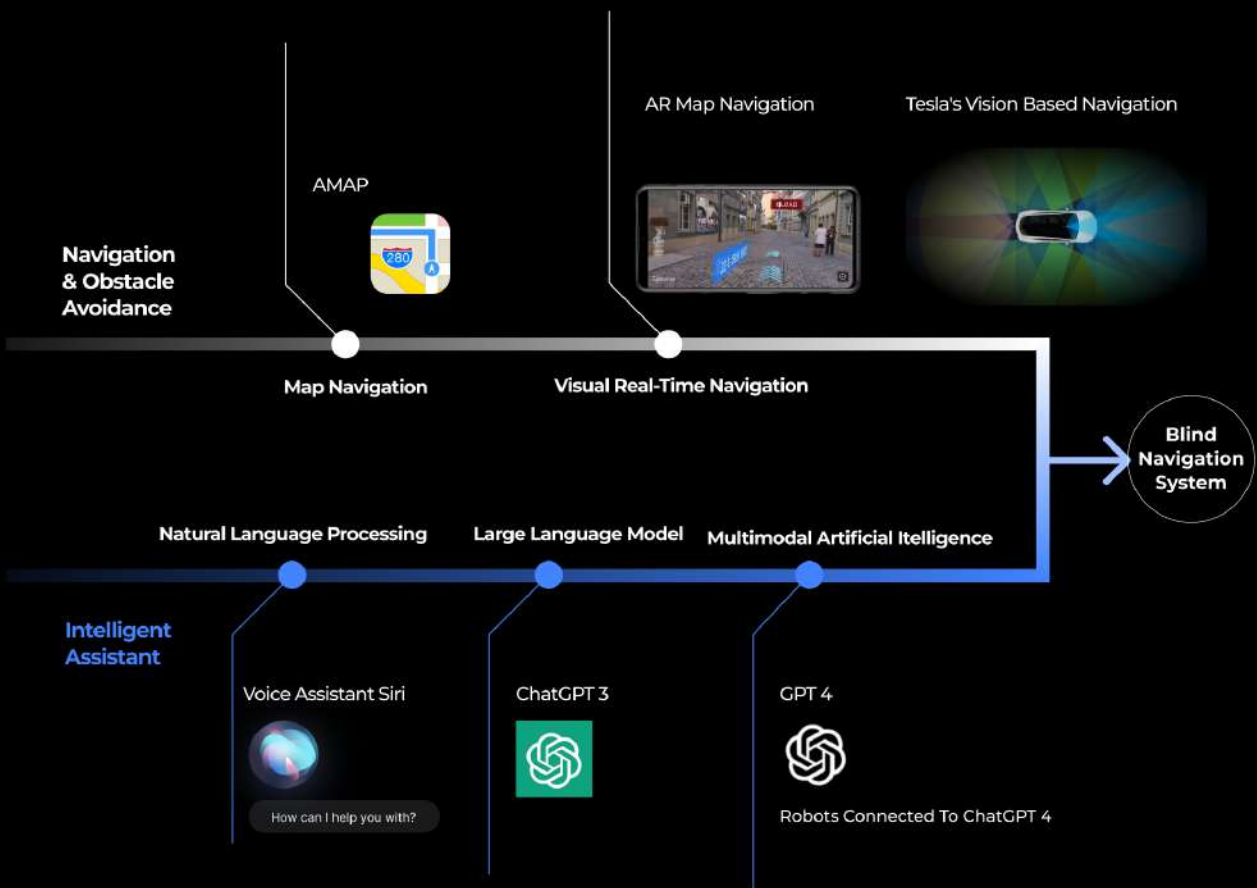 AR Map Navigation
Tesla's Vision Based Navigation
AMAP
280
Navigation
& Obstacle
Avoidance
Map Navigation
Visual Real-Time Navigation
Blind
Navigation
System
Natural Language Processing
Large Language Model
Multimodal Artificial Itelligence
Intelligent
Assistant
Voice Assistant Siri
How can I help you with?
ChatGPT 3
GPT 4
Robots Connected To ChatGPT 4